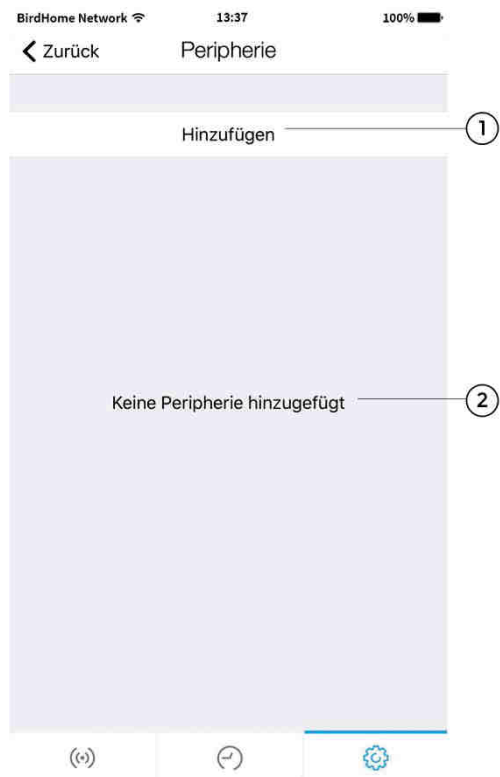 BirdHome Network 13:37 100%
Zurück Peripherie
Hinzufügen 1
Keine Peripherie hinzugefügt 2